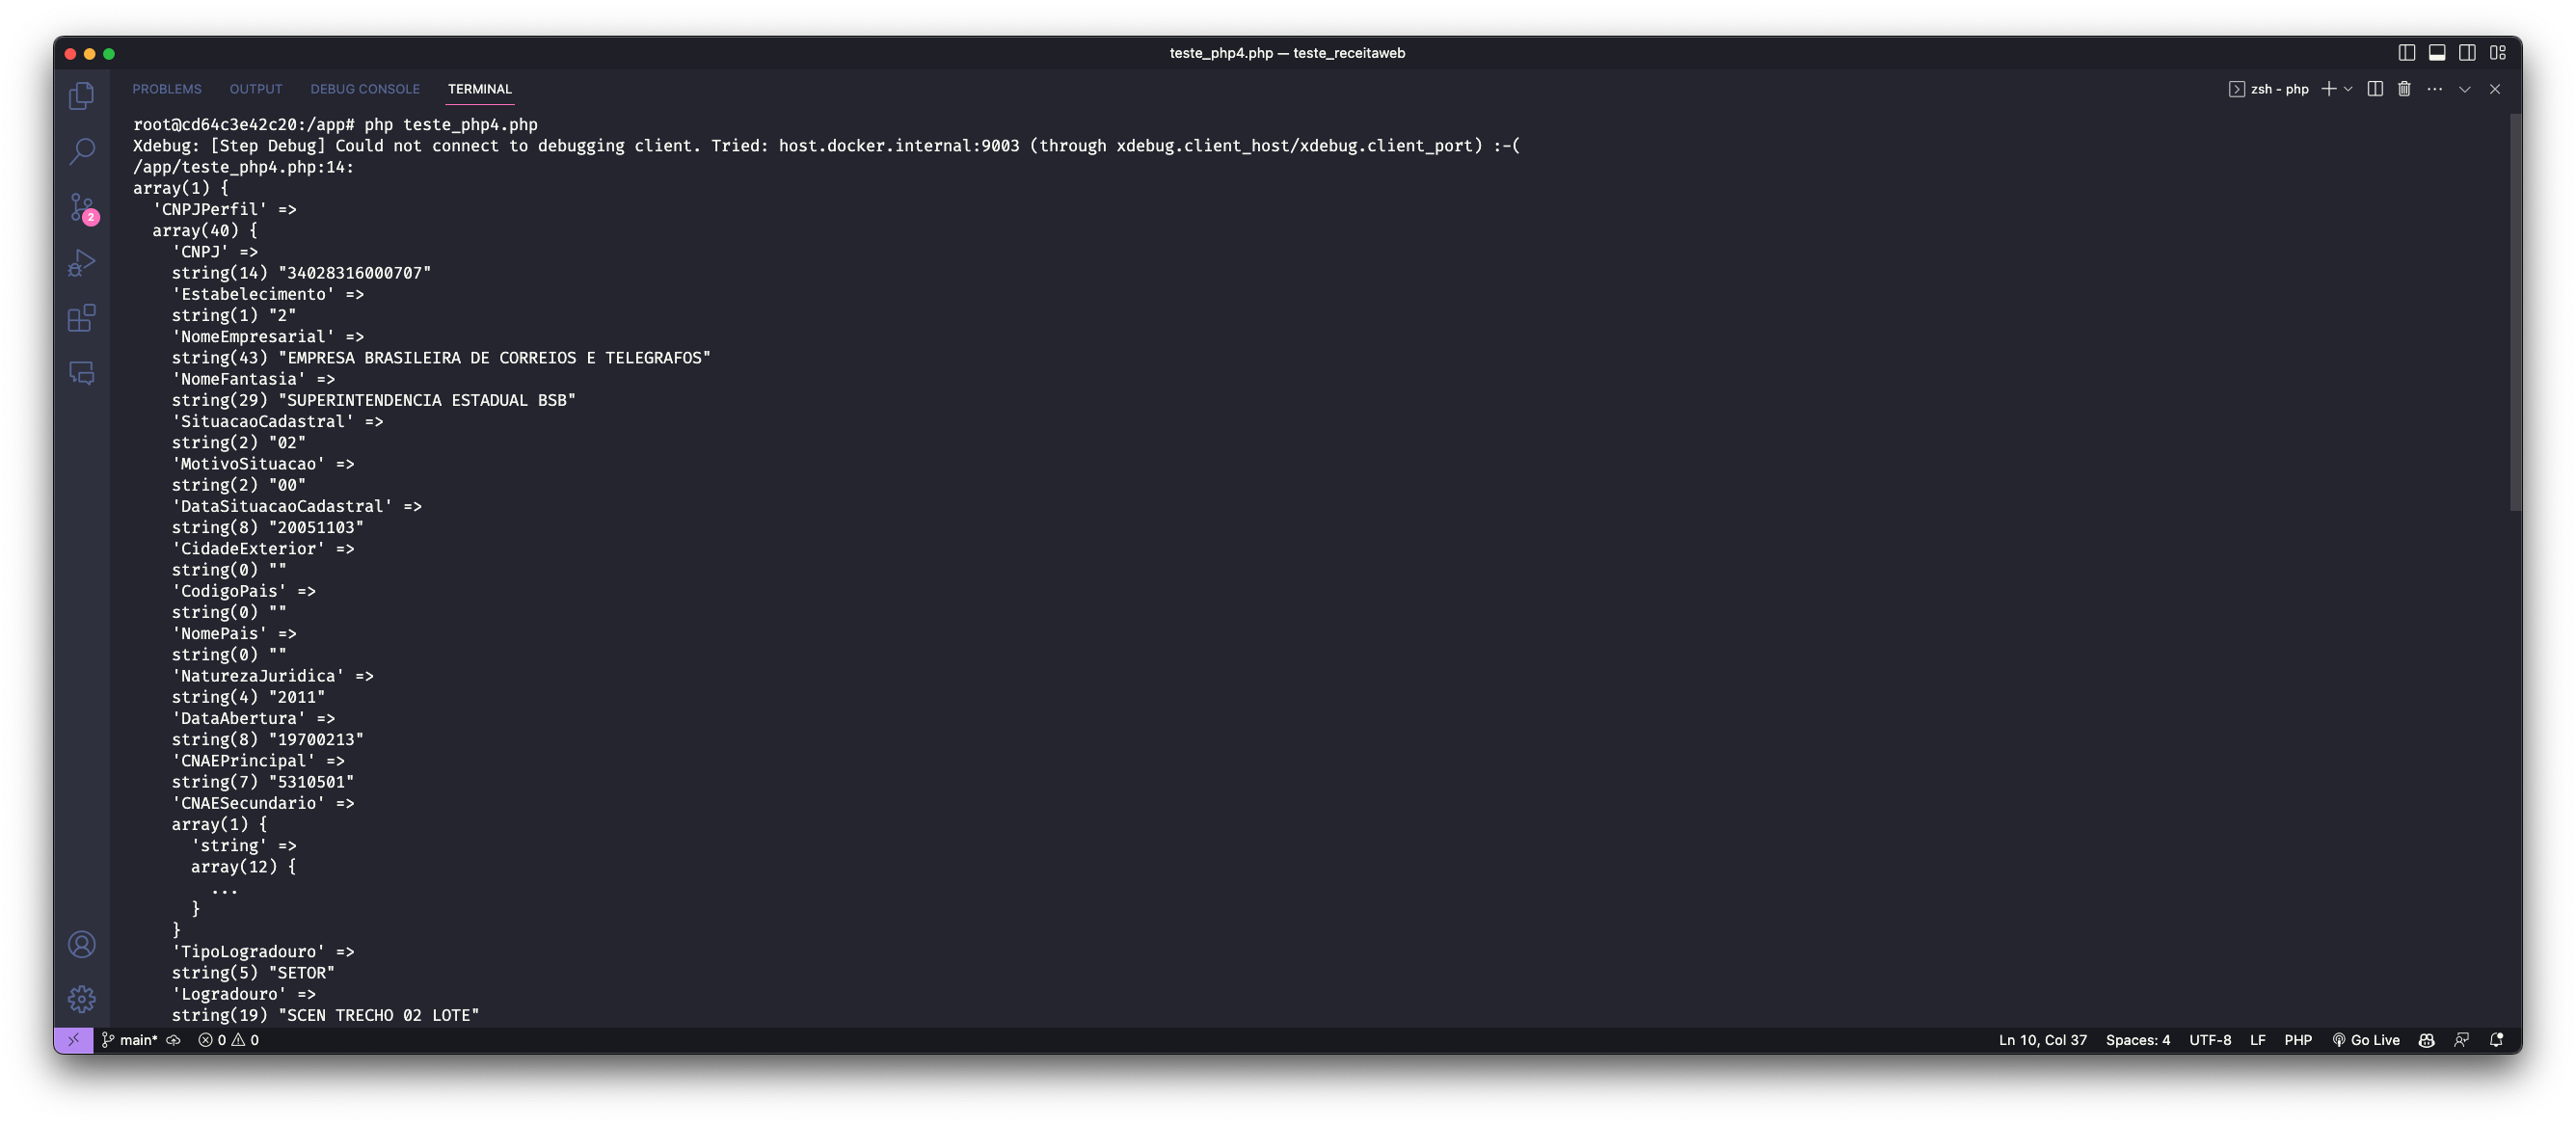 teste_php4.php — teste_receitaweb
PROBLEMS OUTPUT DEBUG CONSOLE TERMINAL
zsh - php
root@cd64c3e42c20:/app# php teste_php4.php
Xdebug: [Step Debug] Could not connect to debugging client. Tried: host.docker.internal:9003 (through xdebug.client_host/xdebug.client_port) :-(
/app/teste_php4.php:14:
array(1) {
  'CNPJPerfil' =>
  array(40) {
    'CNPJ' =>
    string(14) "34028316000707"
    'Estabelecimento' =>
    string(1) "2"
    'NomeEmpresarial' =>
    string(43) "EMPRESA BRASILEIRA DE CORREIOS E TELEGRAFOS"
    'NomeFantasia' =>
    string(29) "SUPERINTENDENCIA ESTADUAL BSB"
    'SituacaoCadastral' =>
    string(2) "02"
    'MotivoSituacao' =>
    string(2) "00"
    'DataSituacaoCadastral' =>
    string(8) "20051103"
    'CidadeExterior' =>
    string(0) ""
    'CodigoPais' =>
    string(0) ""
    'NomePais' =>
    string(0) ""
    'NaturezaJuridica' =>
    string(4) "2011"
    'DataAbertura' =>
    string(8) "19700213"
    'CNAEPrincipal' =>
    string(7) "5310501"
    'CNAESecundario' =>
    array(1) {
      'string' =>
      array(12) {
        ...
      }
    }
    'TipoLogradouro' =>
    string(5) "SETOR"
    'Logradouro' =>
    string(19) "SCEN TRECHO 02 LOTE"
2
main* 0 0 Ln 10, Col 37 Spaces: 4 UTF-8 LF PHP Go Live